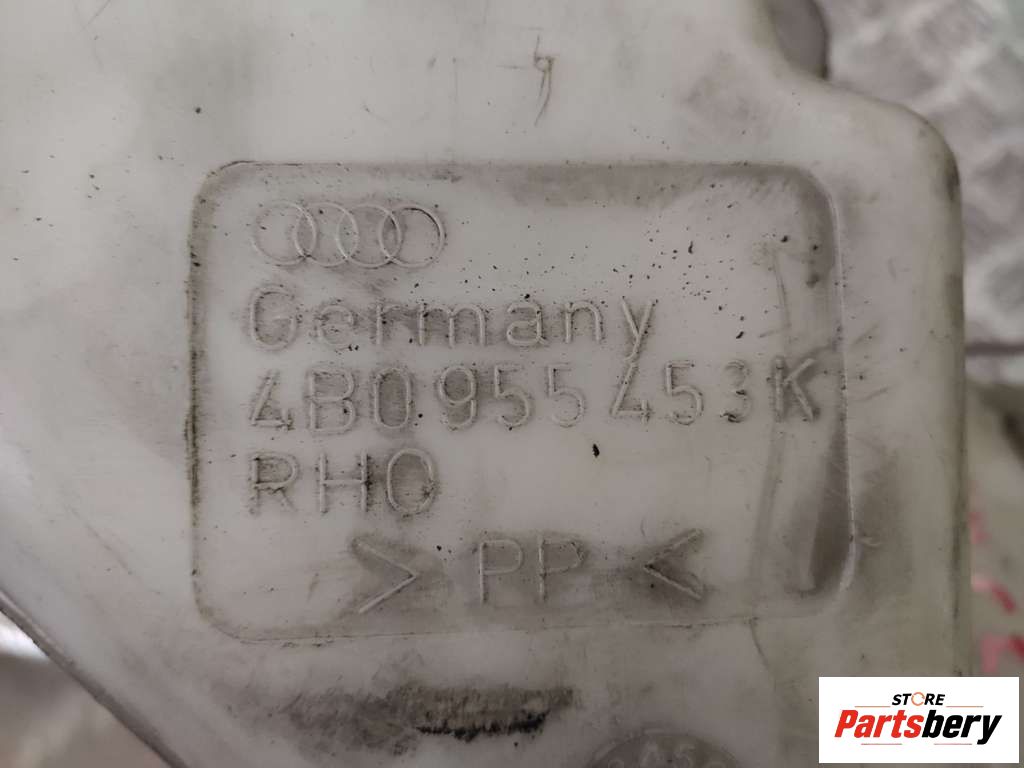 Germany
4B0 955 453K
RHO
> PP <
STORE
Partsbery